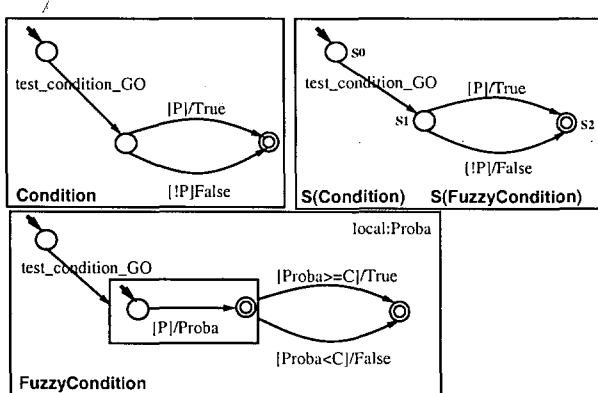 test_condition_GO
[P]/True
[!P]False
Condition
S0
test_condition_GO
[P]/True
S1
S2
[!P]/False
S(Condition) S(FuzzyCondition)
local:Proba
test_condition_GO
[Proba>=C]/True
[P]/Proba
[Proba<C]/False
FuzzyCondition